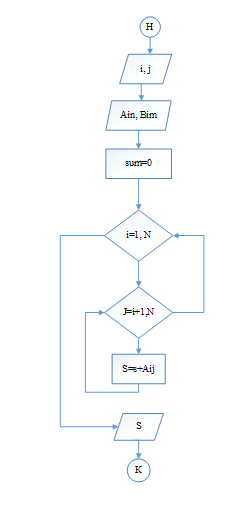 Н
i, j
Ain, Bim
sum=0
i=1, N
J=i+1,N
S=s+Aij
S
К